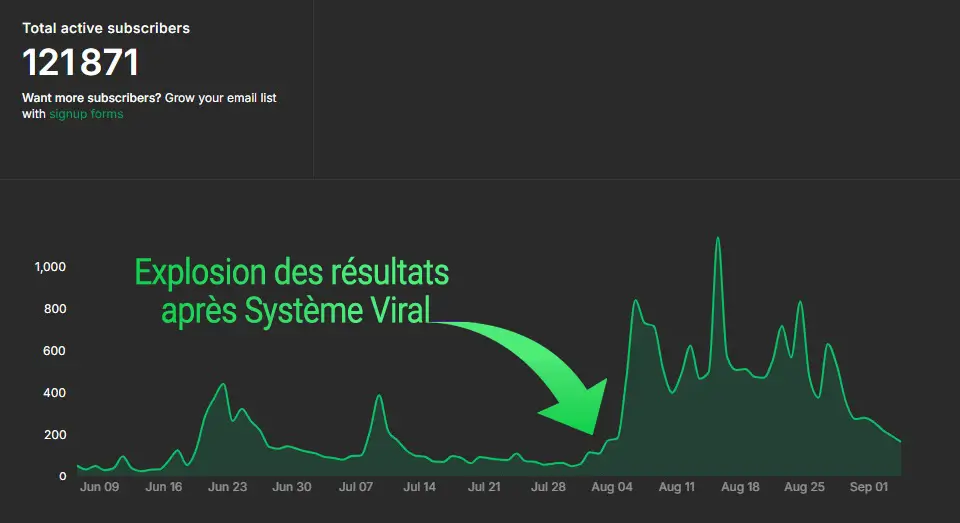 Total active subscribers
121 871
Want more subscribers? Grow your email list
with signup forms
Explosion des résultats
après Système Viral
1,000
800
600
400
200
0
Jun 09 Jun 16 Jun 23 Jun 30 Jul 07 Jul 14 Jul 21 Jul 28 Aug 04 Aug 11 Aug 18 Aug 25 Sep 01